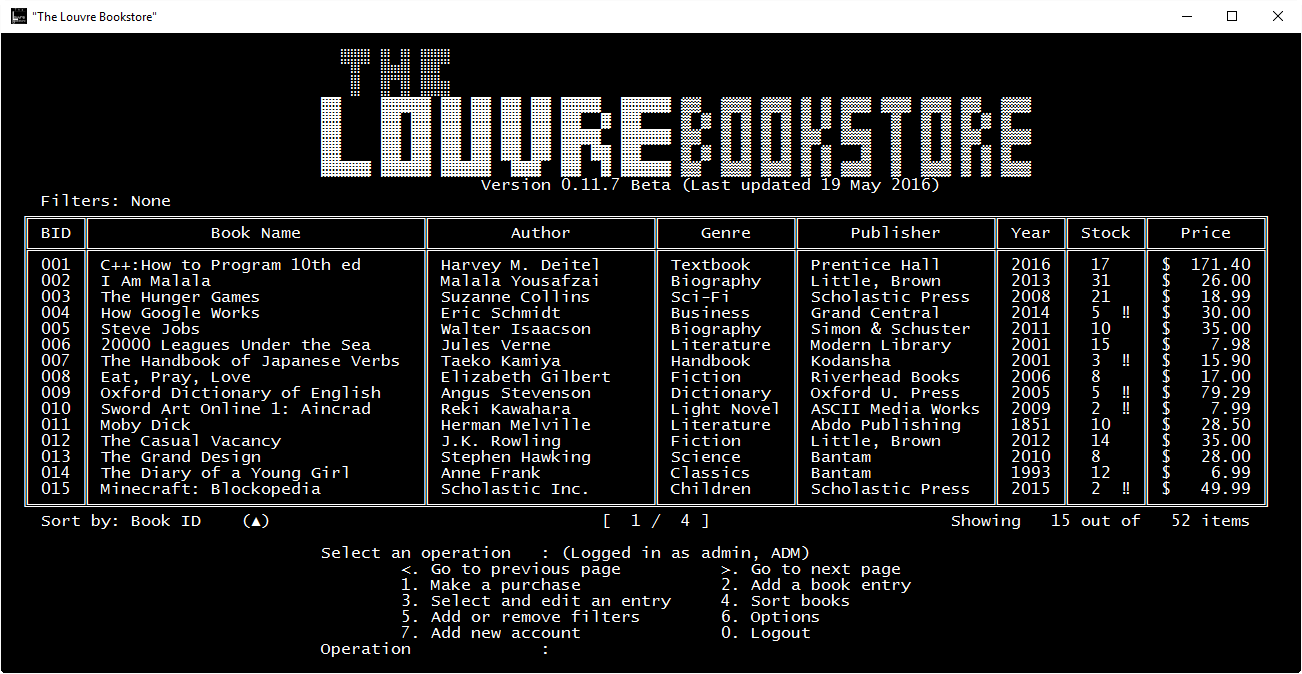 "The Louvre Bookstore"
THE
LOUVRE BOOKSTORE
Version 0.11.7 Beta (Last updated 19 May 2016)
Filters: None
BID Book Name Author Genre Publisher Year Stock Price
001 C++:How to Program 10th ed Harvey M. Deitel Textbook Prentice Hall 2016 17 $ 171.40
002 I Am Malala Malala Yousafzai Biography Little, Brown 2013 31 $ 26.00
003 The Hunger Games Suzanne Collins Sci-Fi Scholastic Press 2008 21 $ 18.99
004 How Google Works Eric Schmidt Business Grand Central 2014 5 ‼ $ 30.00
005 Steve Jobs Walter Isaacson Biography Simon & Schuster 2011 10 $ 35.00
006 20000 Leagues Under the Sea Jules Verne Literature Modern Library 2001 15 $ 7.98
007 The Handbook of Japanese Verbs Taeko Kamiya Handbook Kodansha 2001 3 ‼ $ 15.90
008 Eat, Pray, Love Elizabeth Gilbert Fiction Riverhead Books 2006 8 $ 17.00
009 Oxford Dictionary of English Angus Stevenson Dictionary Oxford U. Press 2005 5 ‼ $ 79.29
010 Sword Art Online 1: Aincrad Reki Kawahara Light Novel ASCII Media Works 2009 2 ‼ $ 7.99
011 Moby Dick Herman Melville Literature Abdo Publishing 1851 10 $ 28.50
012 The Casual Vacancy J.K. Rowling Fiction Little, Brown 2012 14 $ 35.00
013 The Grand Design Stephen Hawking Science Bantam 2010 8 $ 28.00
014 The Diary of a Young Girl Anne Frank Classics Bantam 1993 12 $ 6.99
015 Minecraft: Blockopedia Scholastic Inc. Children Scholastic Press 2015 2 ‼ $ 49.99
Sort by: Book ID (▲) [ 1 / 4 ] Showing 15 out of 52 items
Select an operation : (Logged in as admin, ADM)
<. Go to previous page >. Go to next page
1. Make a purchase 2. Add a book entry
3. Select and edit an entry 4. Sort books
5. Add or remove filters 6. Options
7. Add new account 0. Logout
Operation :